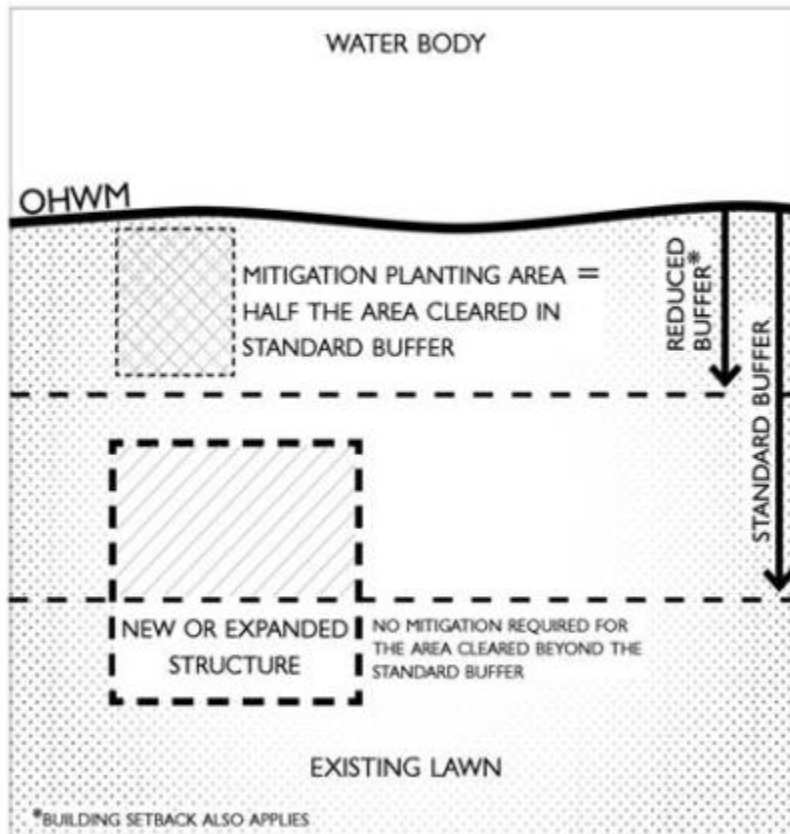 WATER BODY
OHWM
MITIGATION PLANTING AREA =
HALF THE AREA CLEARED IN
STANDARD BUFFER
REDUCED
BUFFER*
STANDARD BUFFER
NEW OR EXPANDED
STRUCTURE
NO MITIGATION REQUIRED FOR
THE AREA CLEARED BEYOND THE
STANDARD BUFFER
EXISTING LAWN
*BUILDING SETBACK ALSO APPLIES